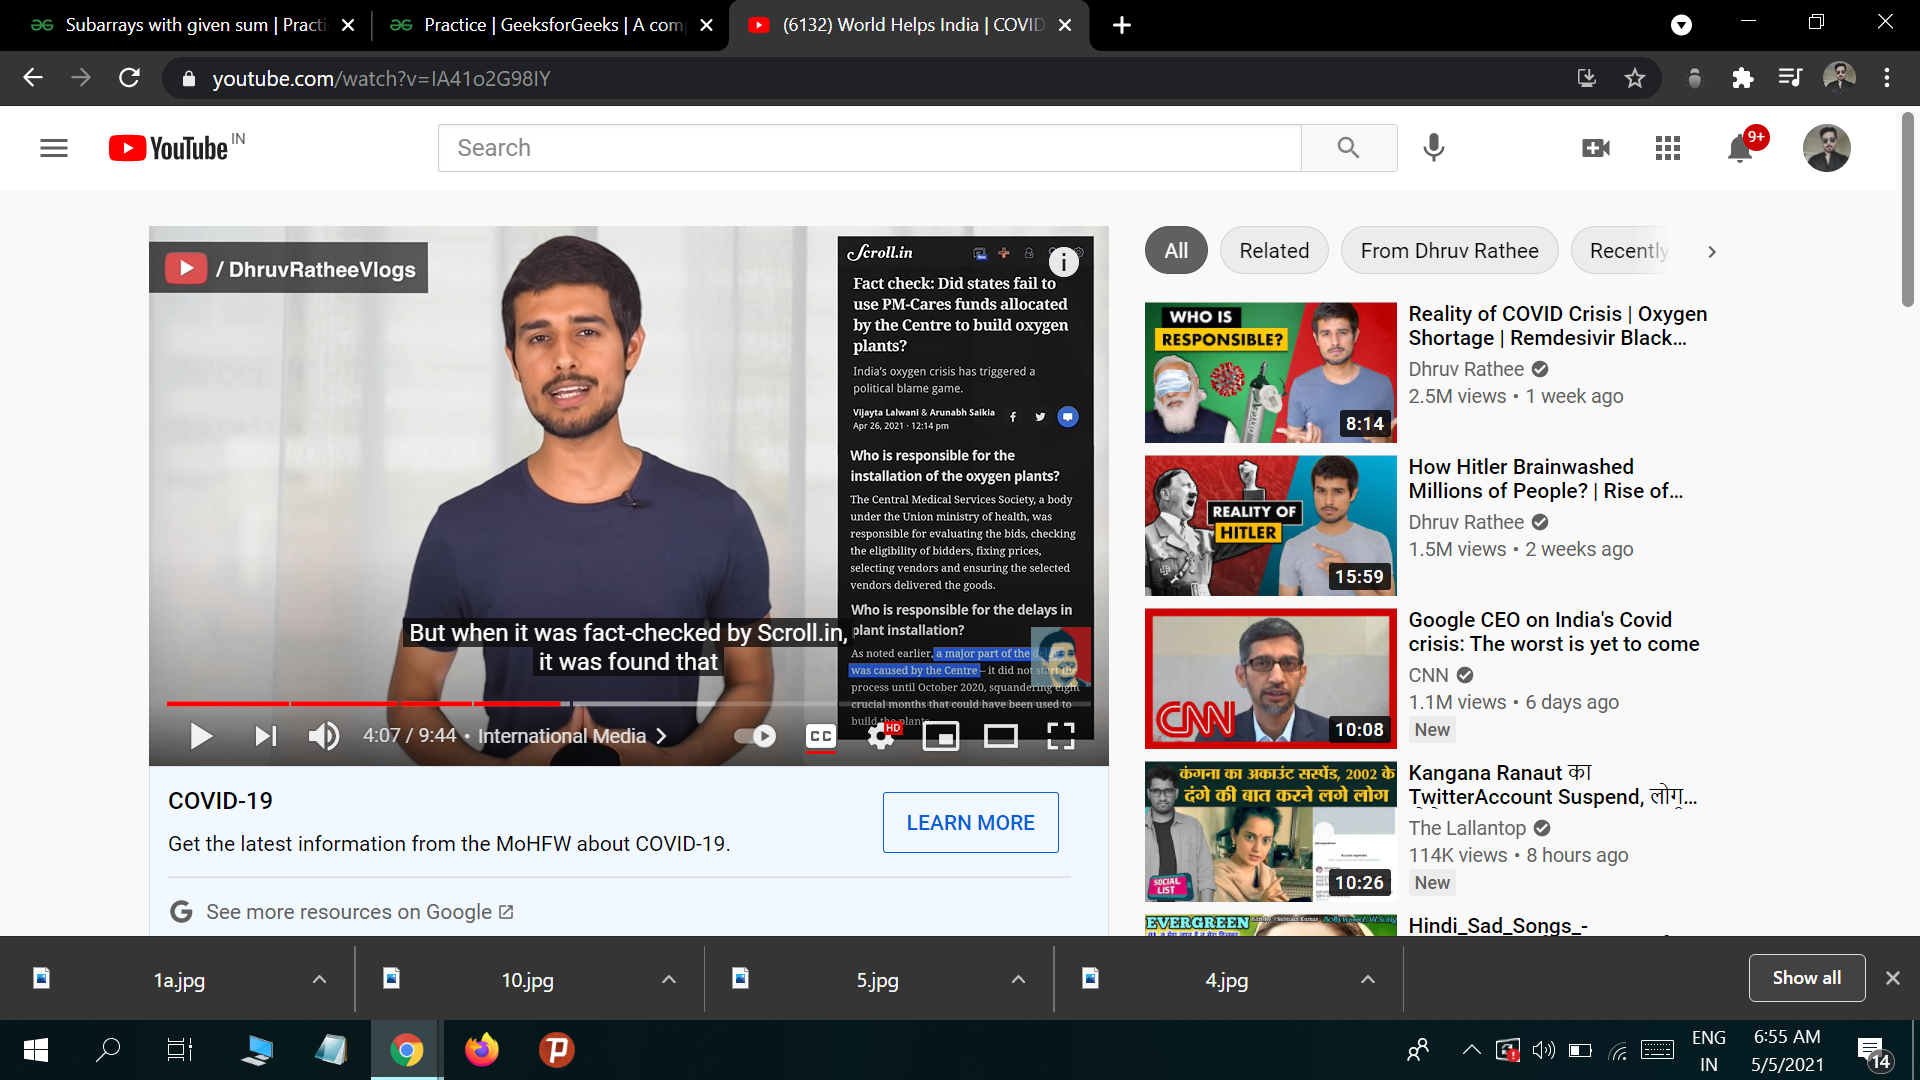 Subarrays with given sum | Practi
Practice | GeeksforGeeks | A com
(6132) World Helps India | COVID
youtube.com/watch?v=IA41o2G98IY
YouTube IN
Search
9+
/ DhruvRatheeVlogs
Scroll.in
i
Fact check: Did states fail to
use PM-Cares funds allocated
by the Centre to build oxygen
plants?
India's oxygen crisis has triggered a
political blame game.
Vijayta Lalwani & Arunabh Saikia
Apr 26, 2021 · 12:14 pm
Who is responsible for the
installation of the oxygen plants?
The Central Medical Services Society, a body
under the Union ministry of health, was
responsible for evaluating the bids, checking
the eligibility of bidders, fixing prices,
selecting vendors and ensuring the selected
vendors delivered the goods.
Who is responsible for the delays in
plant installation?
As noted earlier, a major part of the
was caused by the Centre – it did not start the
process until October 2020, squandering eight
crucial months that could have been used to
build the plants.
But when it was fact-checked by Scroll.in,
it was found that
4:07 / 9:44 • International Media
CC
HD
COVID-19
Get the latest information from the MoHFW about COVID-19.
LEARN MORE
See more resources on Google
All
Related
From Dhruv Rathee
Recently
WHO IS
RESPONSIBLE?
8:14
Reality of COVID Crisis | Oxygen
Shortage | Remdesivir Black...
Dhruv Rathee
2.5M views • 1 week ago
REALITY OF
HITLER
15:59
How Hitler Brainwashed
Millions of People? | Rise of...
Dhruv Rathee
1.5M views • 2 weeks ago
CNN
10:08
Google CEO on India's Covid
crisis: The worst is yet to come
CNN
1.1M views • 6 days ago
New
कंगना का अकाउंट सस्पेंड, 2002 के
दंगे की बात करने लगे लोग
SOCIAL
LIST
10:26
Kangana Ranaut का
TwitterAccount Suspend, लोग...
The Lallantop
114K views • 8 hours ago
New
EVERGREEN
Hindi_Sad_Songs_-
1a.jpg
10.jpg
5.jpg
4.jpg
Show all
ENG
IN
6:55 AM
5/5/2021
14